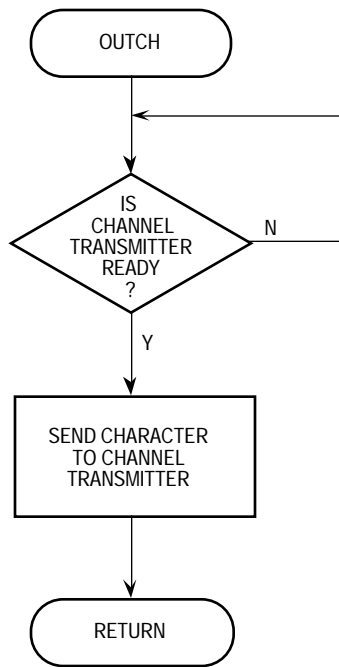 OUTCH
IS
CHANNEL
TRANSMITTER
READY
?
N
Y
SEND CHARACTER
TO CHANNEL
TRANSMITTER
RETURN